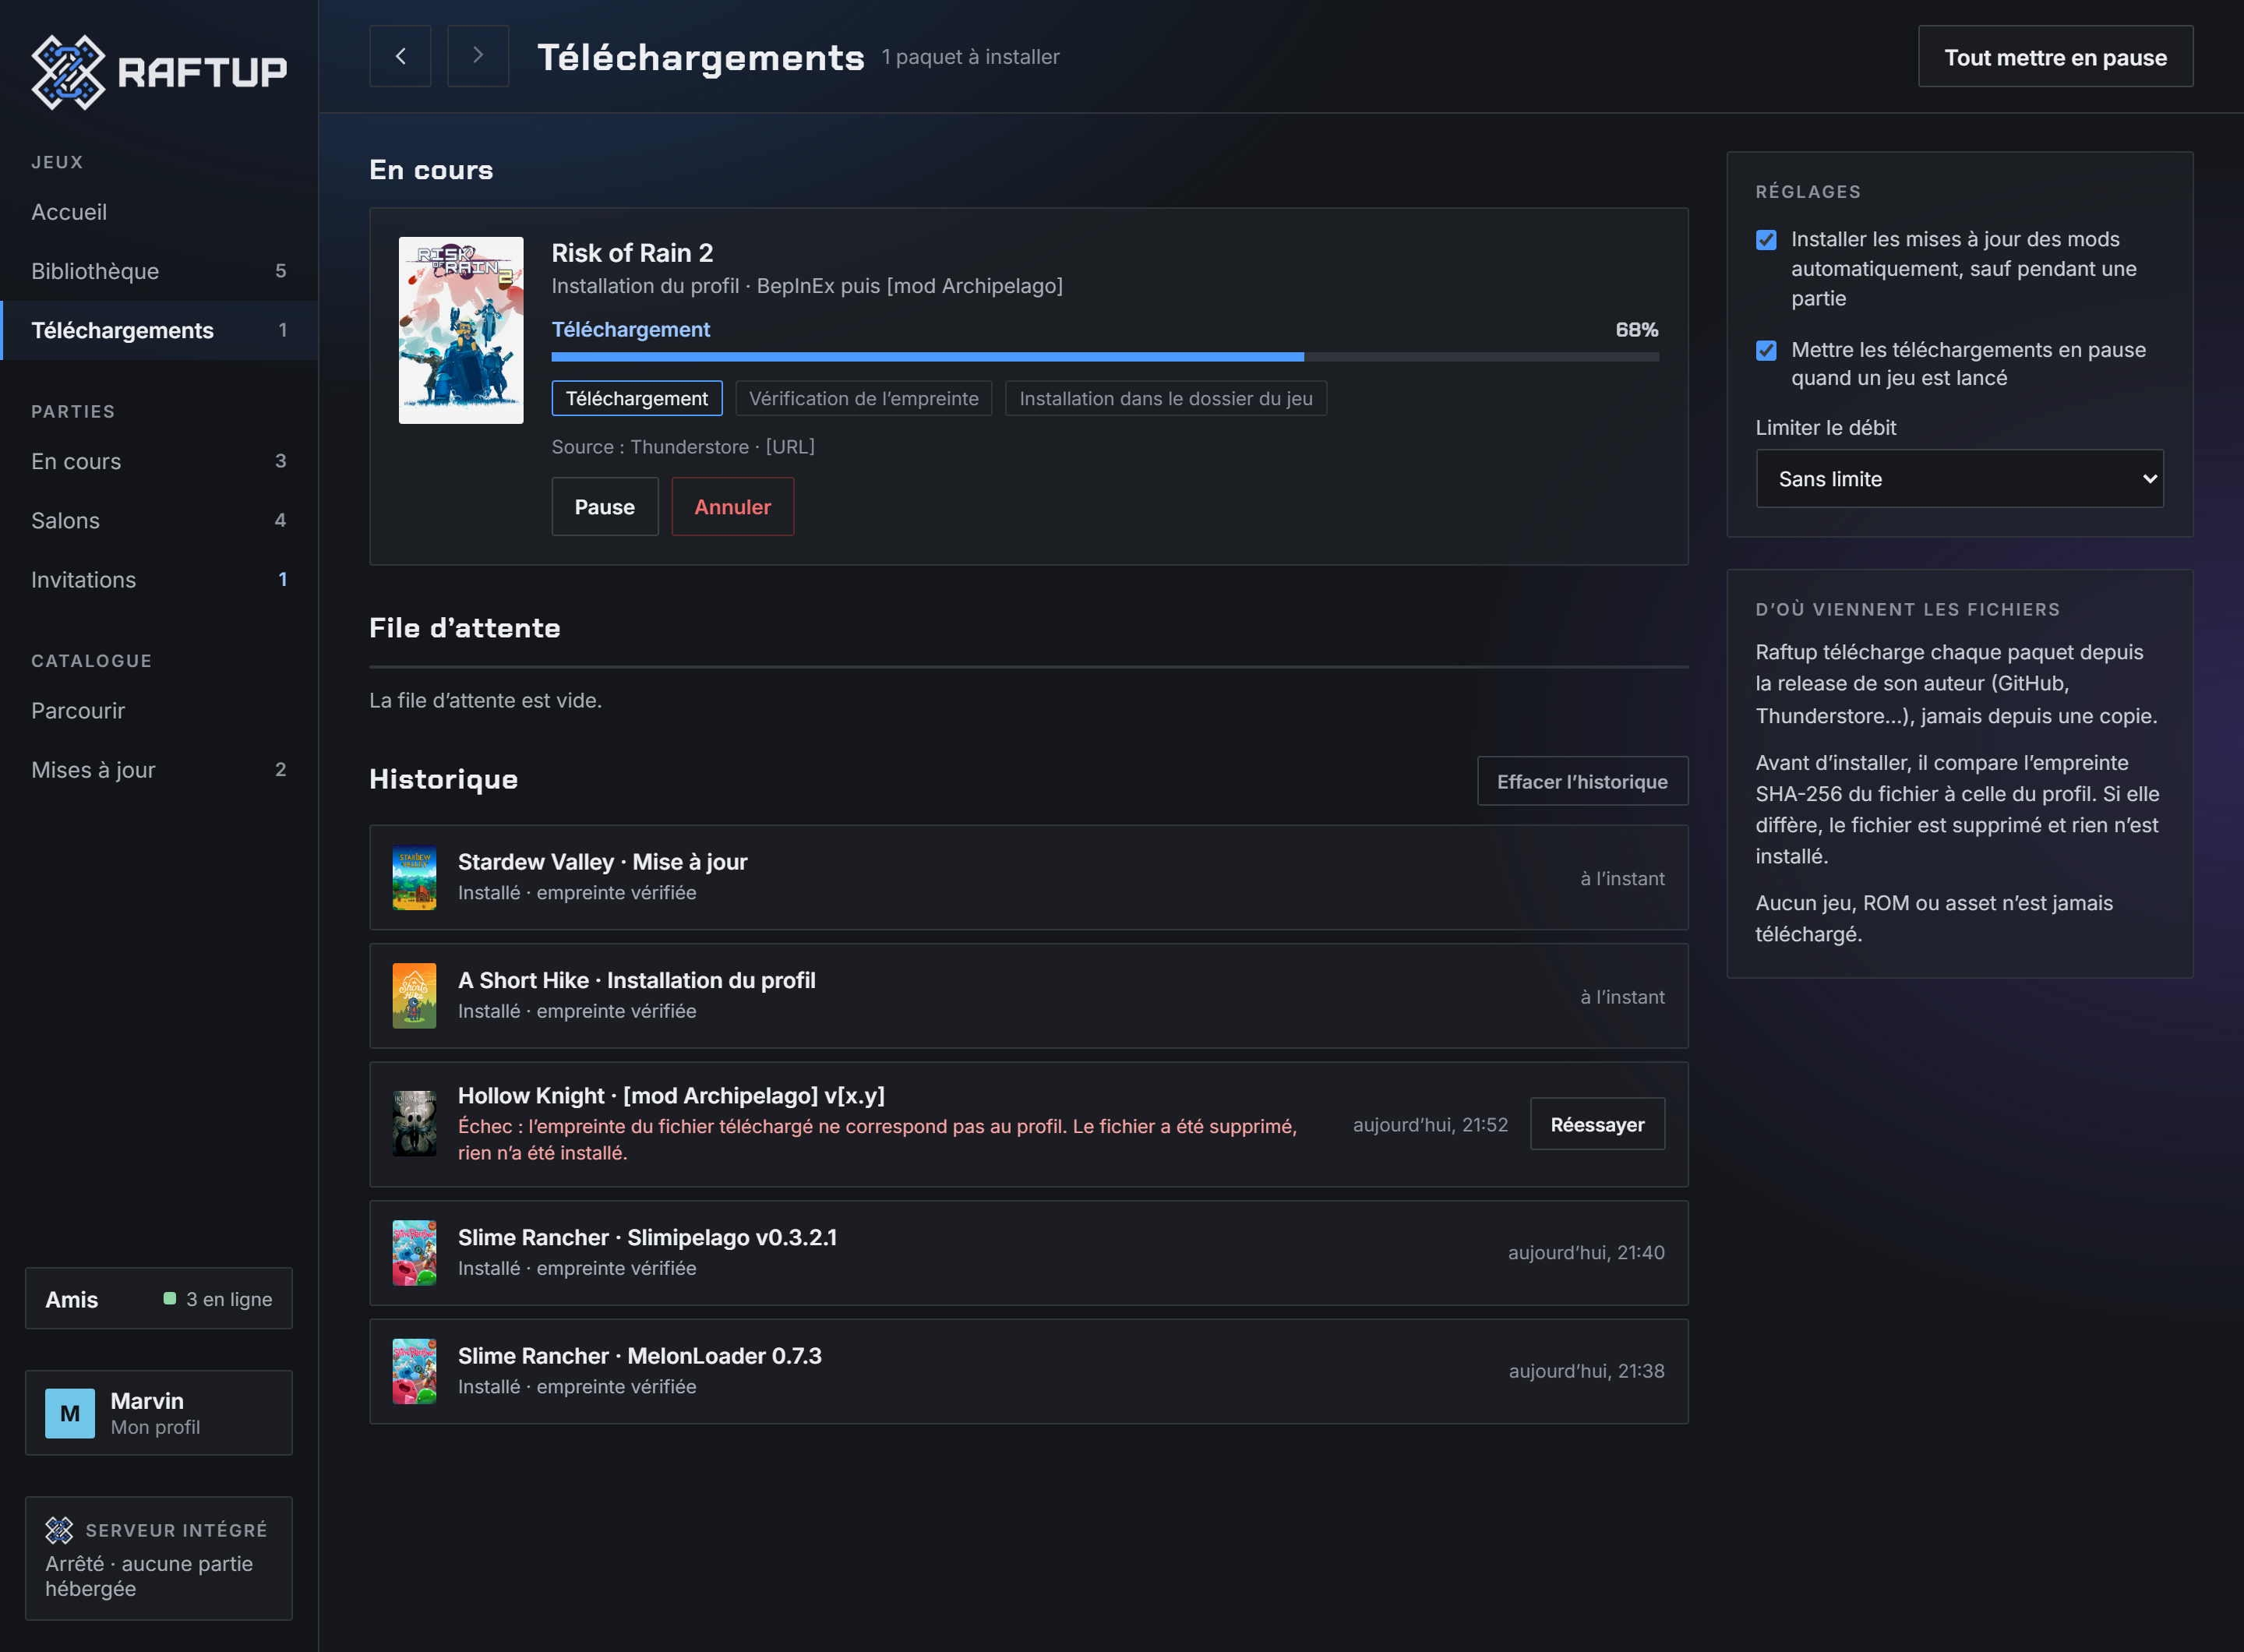 RAFTUP
JEUX
Accueil
Bibliothèque 5
Téléchargements 1
PARTIES
En cours 3
Salons 4
Invitations 1
CATALOGUE
Parcourir
Mises à jour 2
Amis 3 en ligne
M
Marvin
Mon profil
SERVEUR INTÉGRÉ
Arrêté · aucune partie
hébergée
Téléchargements 1 paquet à installer
Tout mettre en pause
En cours
RISK OF RAIN 2
Risk of Rain 2
Installation du profil · BepInEx puis [mod Archipelago]
Téléchargement 68%
Téléchargement Vérification de l’empreinte Installation dans le dossier du jeu
Source : Thunderstore · [URL]
Pause Annuler
File d’attente
La file d’attente est vide.
Historique Effacer l’historique
STARDEW VALLEY
Stardew Valley · Mise à jour
Installé · empreinte vérifiée
à l’instant
A Short Hike · Installation du profil
Installé · empreinte vérifiée
à l’instant
Hollow Knight · [mod Archipelago] v[x.y]
Échec : l’empreinte du fichier téléchargé ne correspond pas au profil. Le fichier a été supprimé,
rien n’a été installé.
aujourd’hui, 21:52
Réessayer
Slime Rancher · Slimipelago v0.3.2.1
Installé · empreinte vérifiée
aujourd’hui, 21:40
Slime Rancher · MelonLoader 0.7.3
Installé · empreinte vérifiée
aujourd’hui, 21:38
RÉGLAGES
Installer les mises à jour des mods
automatiquement, sauf pendant une
partie
Mettre les téléchargements en pause
quand un jeu est lancé
Limiter le débit
Sans limite
D’OÙ VIENNENT LES FICHIERS
Raftup télécharge chaque paquet depuis
la release de son auteur (GitHub,
Thunderstore…), jamais depuis une copie.
Avant d’installer, il compare l’empreinte
SHA-256 du fichier à celle du profil. Si elle
diffère, le fichier est supprimé et rien n’est
installé.
Aucun jeu, ROM ou asset n’est jamais
téléchargé.